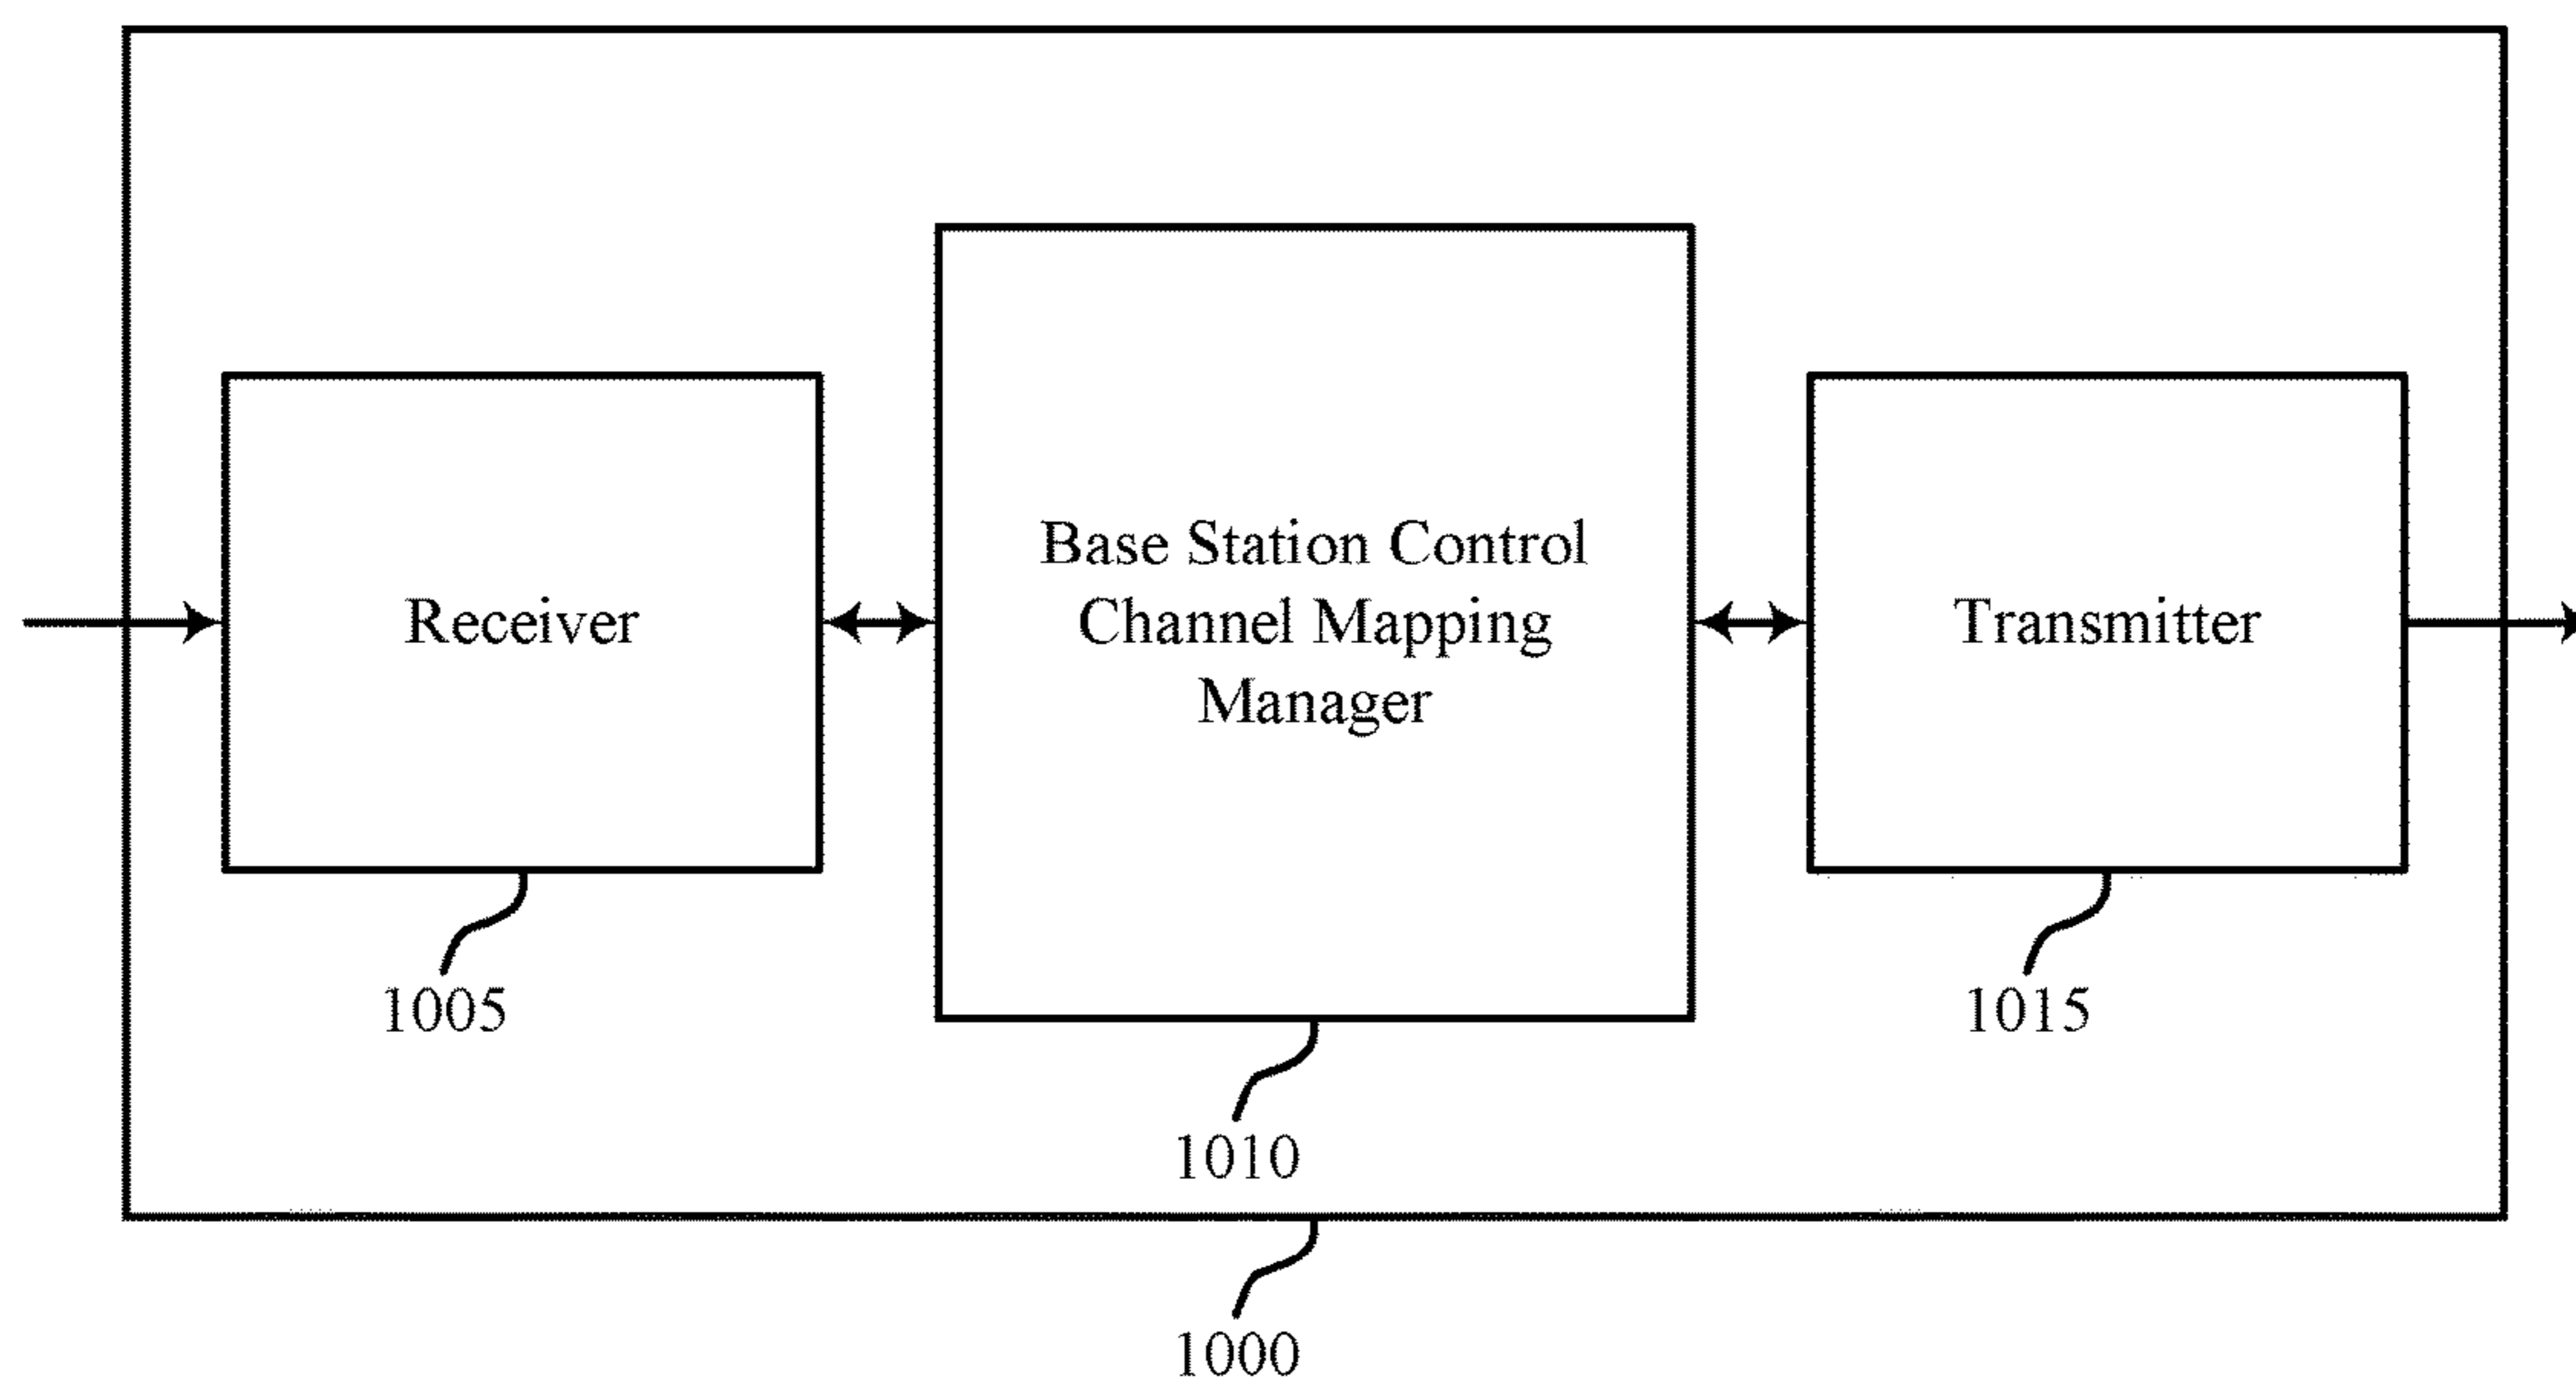 Receiver
Base Station Control
Channel Mapping
Manager
Transmitter
1005
1015
1010
1000